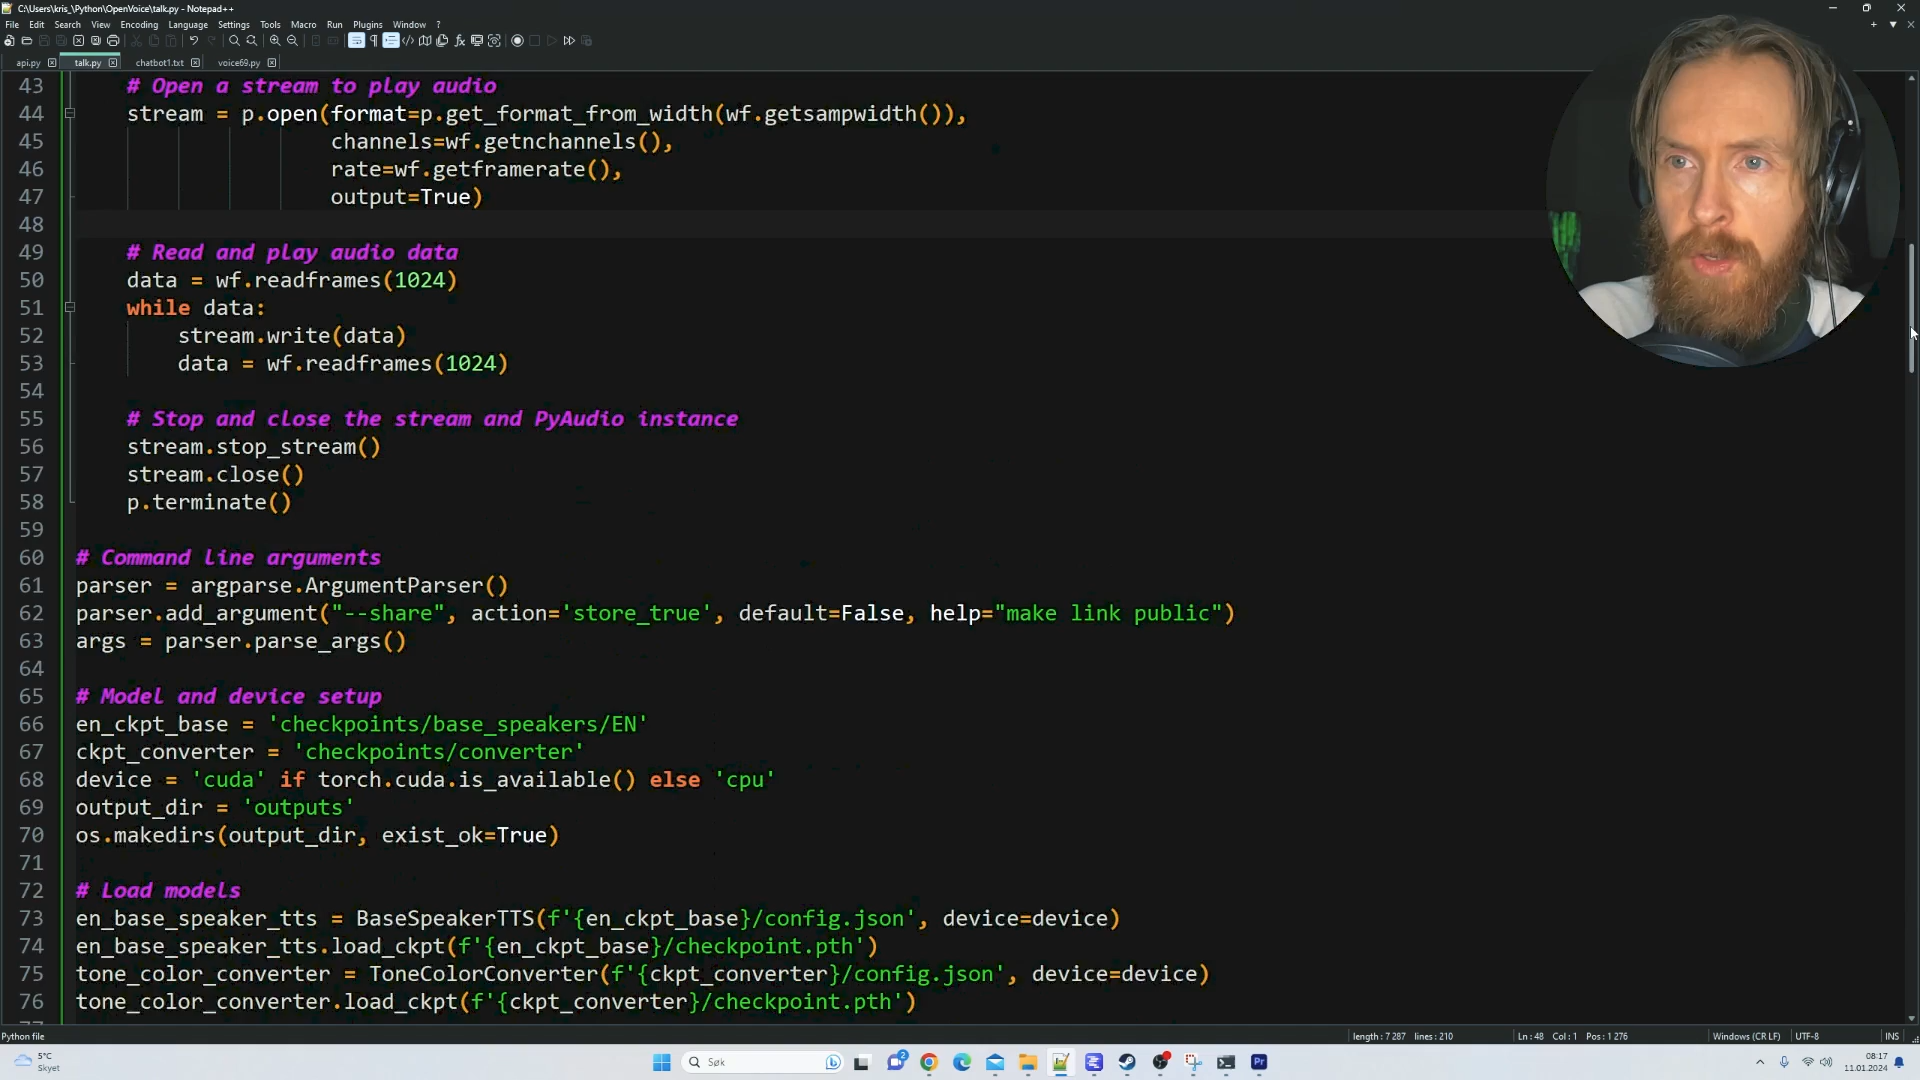 C:\Users\kris_\Python\OpenVoice\talk.py - Notepad++
File Edit Search View Encoding Language Settings Tools Macro Run Plugins Window ?
api.py talk.py chatbot1.txt voice69.py
43 # Open a stream to play audio
44 stream = p.open(format=p.get_format_from_width(wf.getsampwidth()),
45 channels=wf.getnchannels(),
46 rate=wf.getframerate(),
47 output=True)
48
49 # Read and play audio data
50 data = wf.readframes(1024)
51 while data:
52 stream.write(data)
53 data = wf.readframes(1024)
54
55 # Stop and close the stream and PyAudio instance
56 stream.stop_stream()
57 stream.close()
58 p.terminate()
59
60 # Command line arguments
61 parser = argparse.ArgumentParser()
62 parser.add_argument("--share", action='store_true', default=False, help="make link public")
63 args = parser.parse_args()
64
65 # Model and device setup
66 en_ckpt_base = 'checkpoints/base_speakers/EN'
67 ckpt_converter = 'checkpoints/converter'
68 device = 'cuda' if torch.cuda.is_available() else 'cpu'
69 output_dir = 'outputs'
70 os.makedirs(output_dir, exist_ok=True)
71
72 # Load models
73 en_base_speaker_tts = BaseSpeakerTTS(f'{en_ckpt_base}/config.json', device=device)
74 en_base_speaker_tts.load_ckpt(f'{en_ckpt_base}/checkpoint.pth')
75 tone_color_converter = ToneColorConverter(f'{ckpt_converter}/config.json', device=device)
76 tone_color_converter.load_ckpt(f'{ckpt_converter}/checkpoint.pth')
Python file length : 7 287 lines : 210 Ln : 48 Col : 1 Pos : 1 276 Windows (CR LF) UTF-8 INS
5°C
Skyet
Søk
2
Pr
08:17
11.01.2024